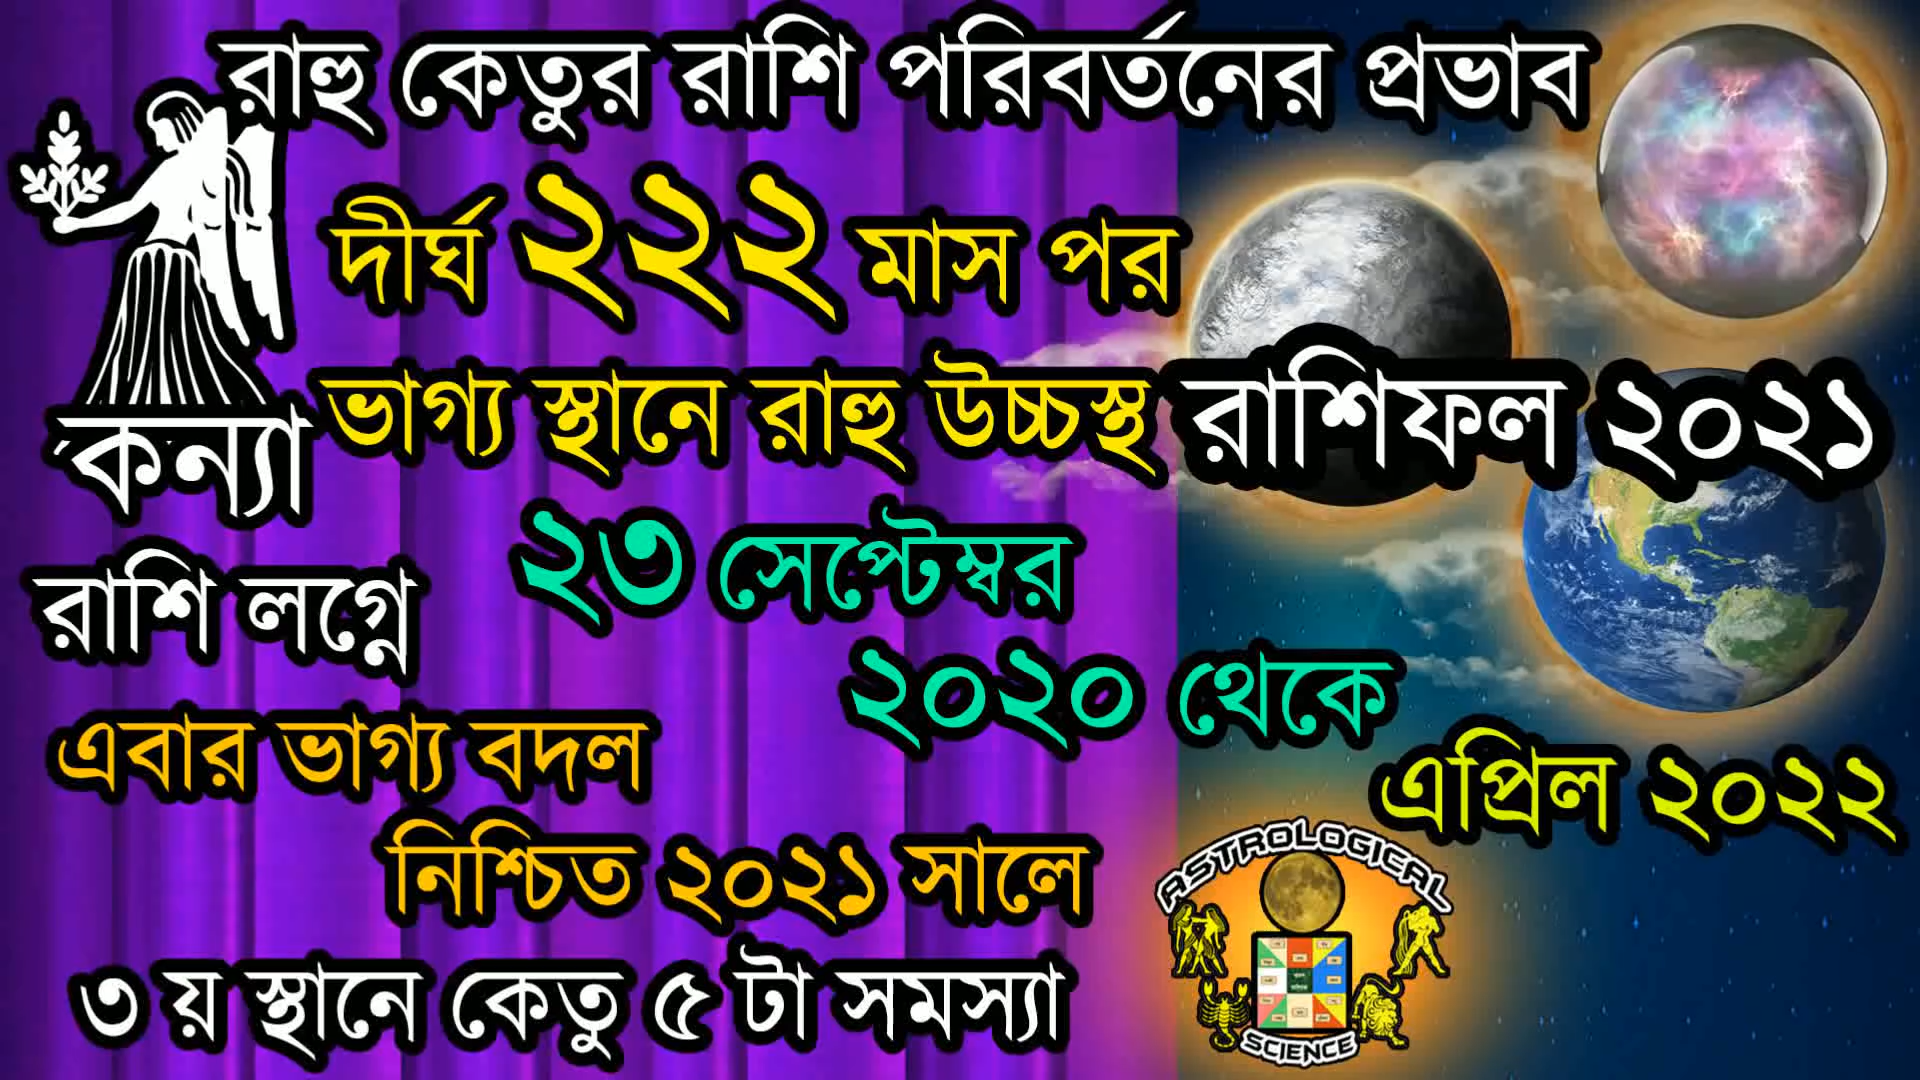 রাহু কেতুর রাশি পরিবর্তনের প্রভাব
দীর্ঘ ২২২ মাস পর
ভাগ্য স্থানে রাহু উচ্চস্থ রাশিফল ২০২১
কন্যা
রাশি লগ্নে
২৩ সেপ্টেম্বর
২০২০ থেকে
এপ্রিল ২০২২
এবার ভাগ্য বদল
নিশ্চিত ২০২১ সালে
৩ য় স্থানে কেতু ৫ টা সমস্যা
ASTROLOGICAL
SCIENCE